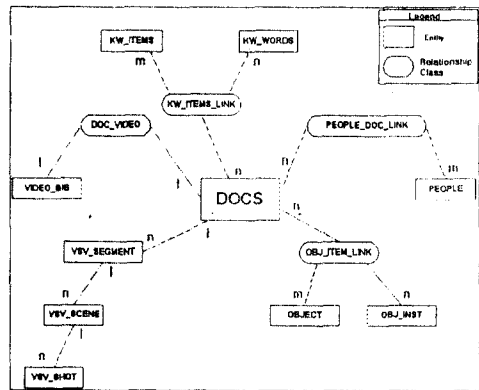 Legend
Entity
Relationship
Class
KW_ITEMS
KW_WORDS
m
n
KW_ITEMS_LINK
DOC_VIDEO
PEOPLE_DOC_LINK
1
n
n
m
VIDEO_BIB
1
DOCS
PEOPLE
n
1
n
VSV_SEGMENT
1
OBJ_ITEM_LINK
n
m
n
VSV_SCENE
OBJECT
OBJ_INST
1
n
VSV_SHOT